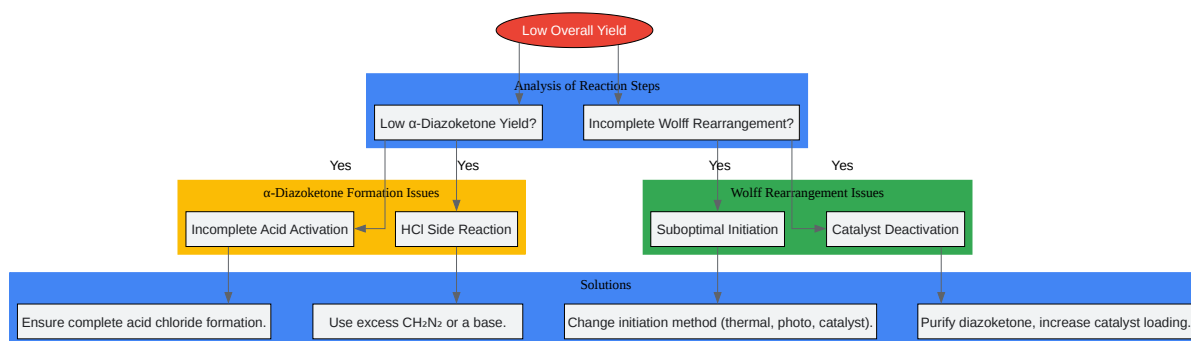 Low Overall Yield
Analysis of Reaction Steps
Low α-Diazoketone Yield?
Incomplete Wolff Rearrangement?
Yes
Yes
Yes
Yes
α-Diazoketone Formation Issues
Wolff Rearrangement Issues
Incomplete Acid Activation
HCl Side Reaction
Suboptimal Initiation
Catalyst Deactivation
Solutions
Ensure complete acid chloride formation.
Use excess CH₂N₂ or a base.
Change initiation method (thermal, photo, catalyst).
Purify diazoketone, increase catalyst loading.